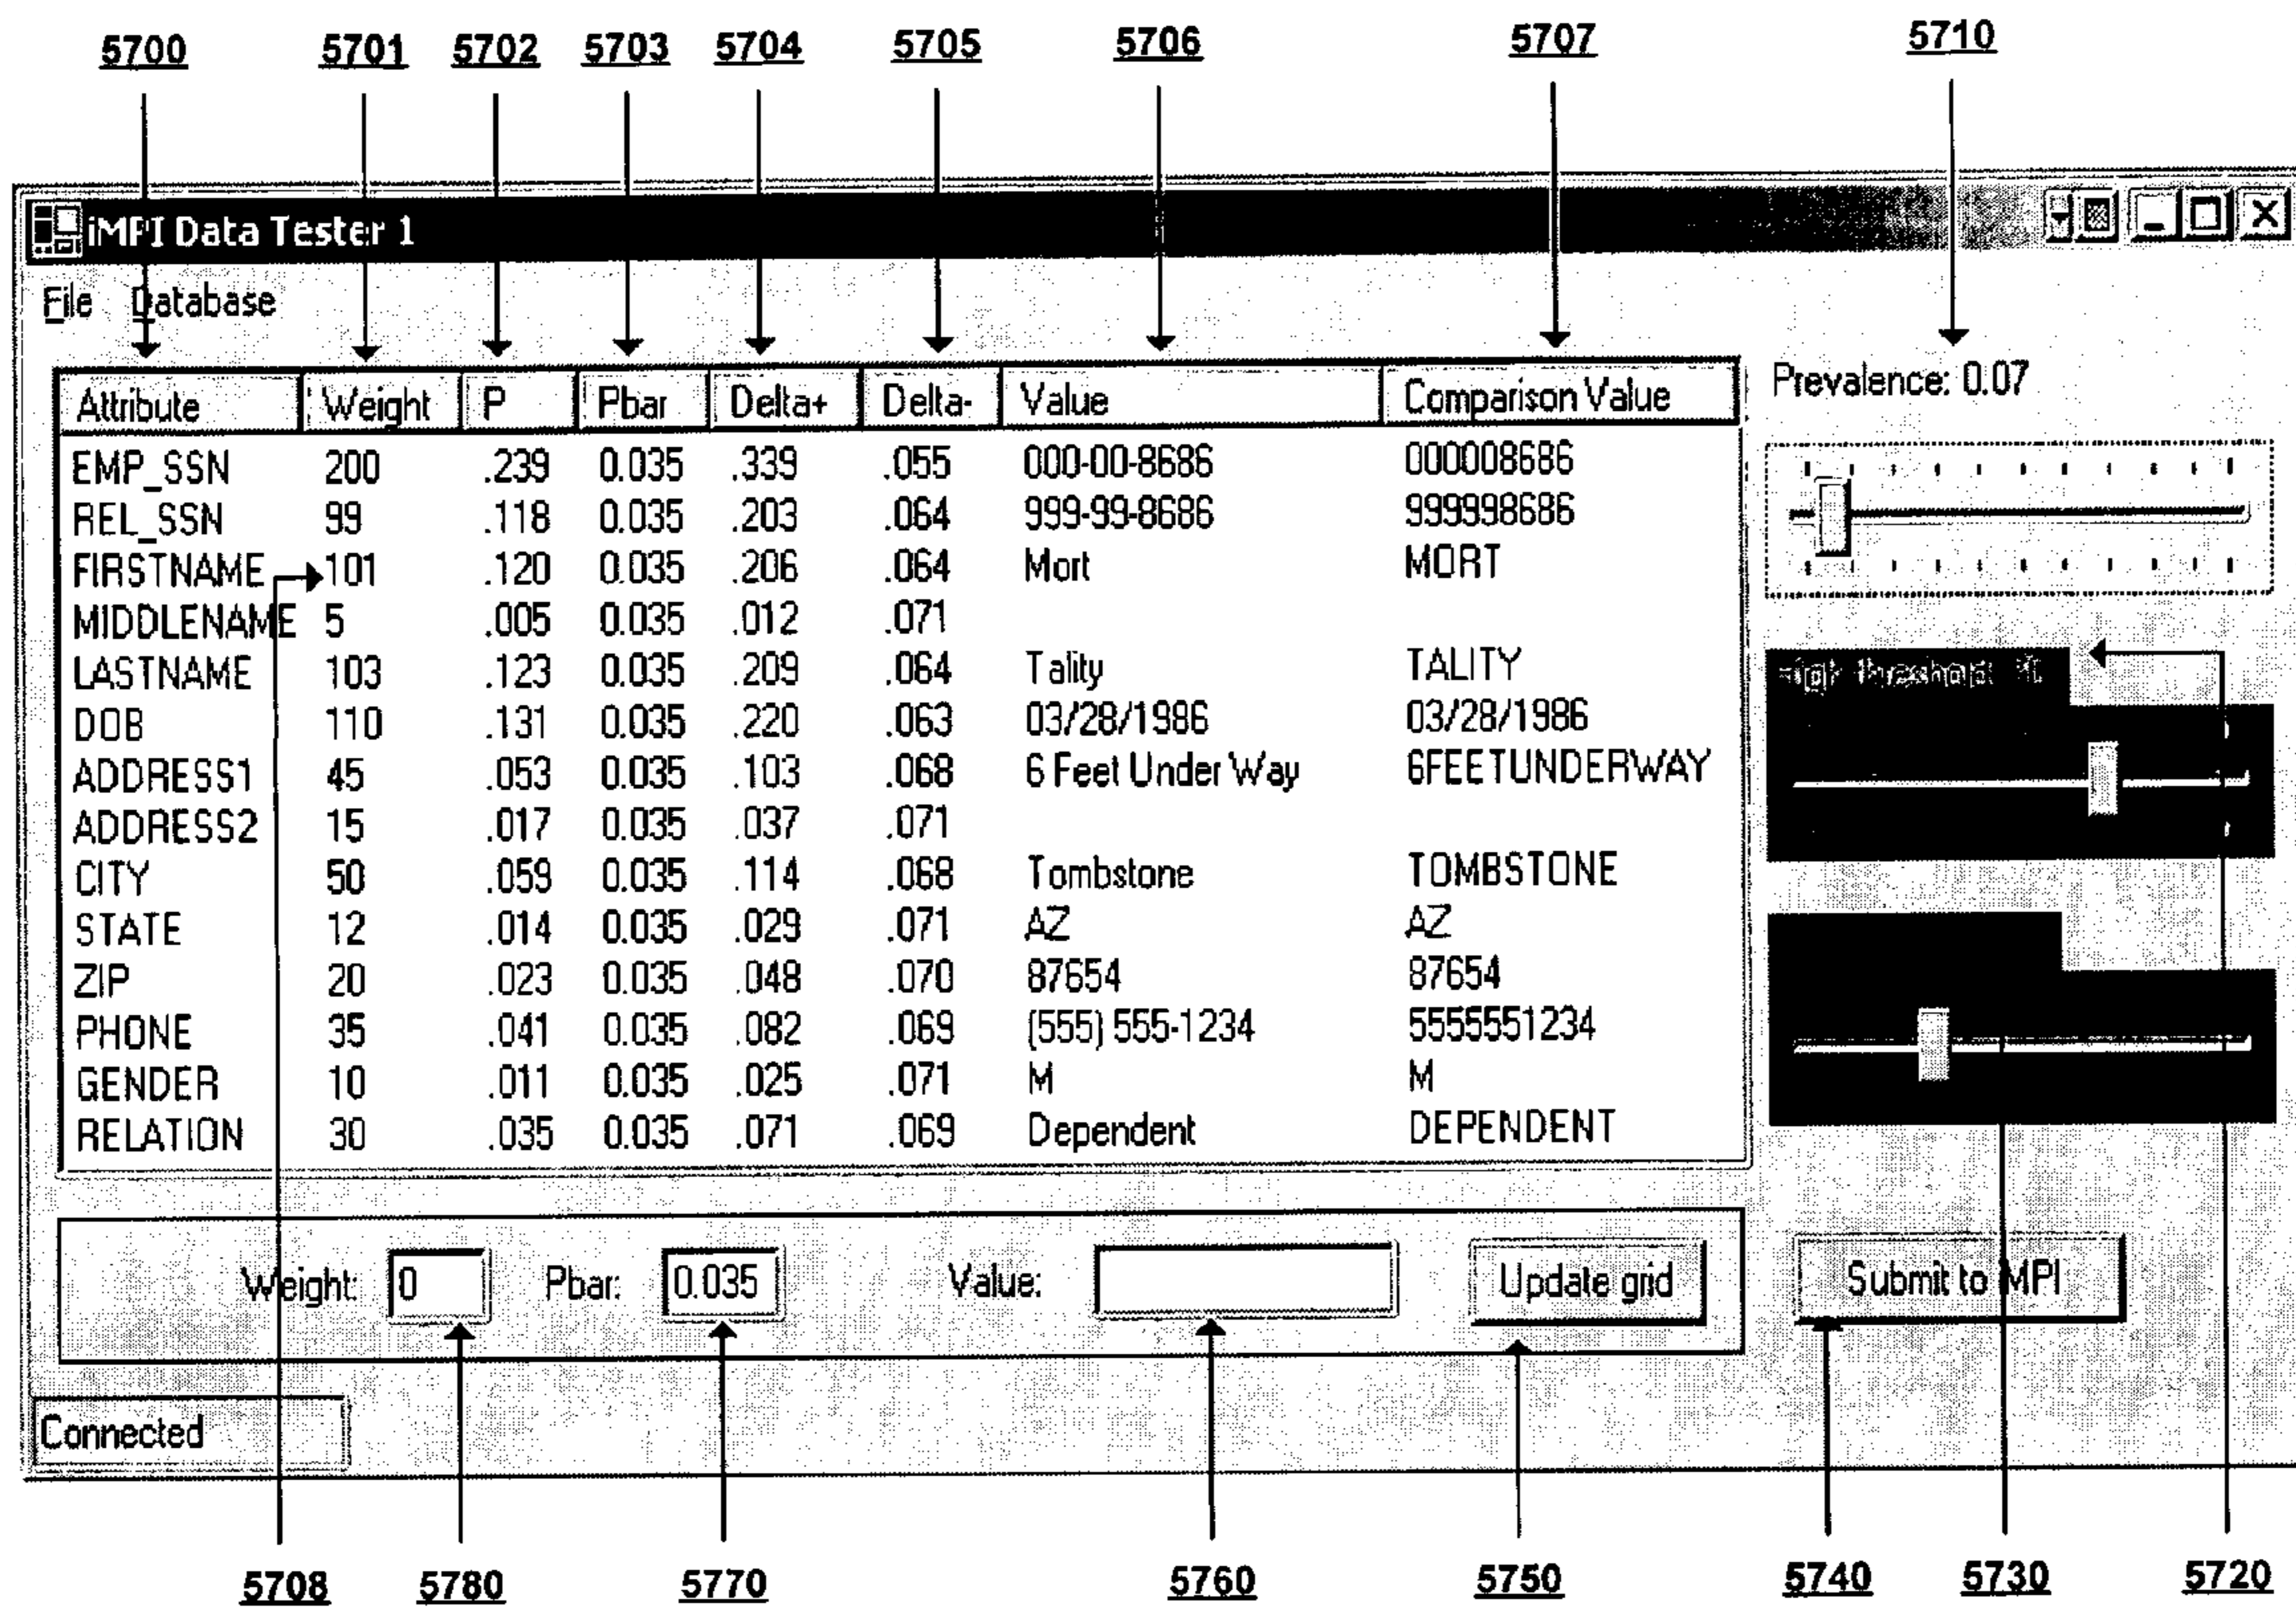 5700 5701 5702 5703 5704 5705 5706 5707 5710
iMPI Data Tester 1
File Database
Attribute Weight P Pbar Delta+ Delta- Value Comparison Value
Prevalence: 0.07
EMP_SSN 200 .239 0.035 .339 .055 000-00-8686 000008686
REL_SSN 99 .118 0.035 .203 .064 999-99-8686 999998686
FIRSTNAME 101 .120 0.035 .206 .064 Mort MORT
MIDDLENAME 5 .005 0.035 .012 .071
LASTNAME 103 .123 0.035 .209 .064 Tality TALITY
DOB 110 .131 0.035 .220 .063 03/28/1986 03/28/1986
ADDRESS1 45 .053 0.035 .103 .068 6 Feet Under Way 6FEETUNDERWAY
ADDRESS2 15 .017 0.035 .037 .071
CITY 50 .059 0.035 .114 .068 Tombstone TOMBSTONE
STATE 12 .014 0.035 .029 .071 AZ AZ
ZIP 20 .023 0.035 .048 .070 87654 87654
PHONE 35 .041 0.035 .082 .069 (555) 555-1234 5555551234
GENDER 10 .011 0.035 .025 .071 M M
RELATION 30 .035 0.035 .071 .069 Dependent DEPENDENT
High threshold:
Weight: 0 Pbar: 0.035 Value: Update grid Submit to MPI
Connected
5708 5780 5770 5760 5750 5740 5730 5720